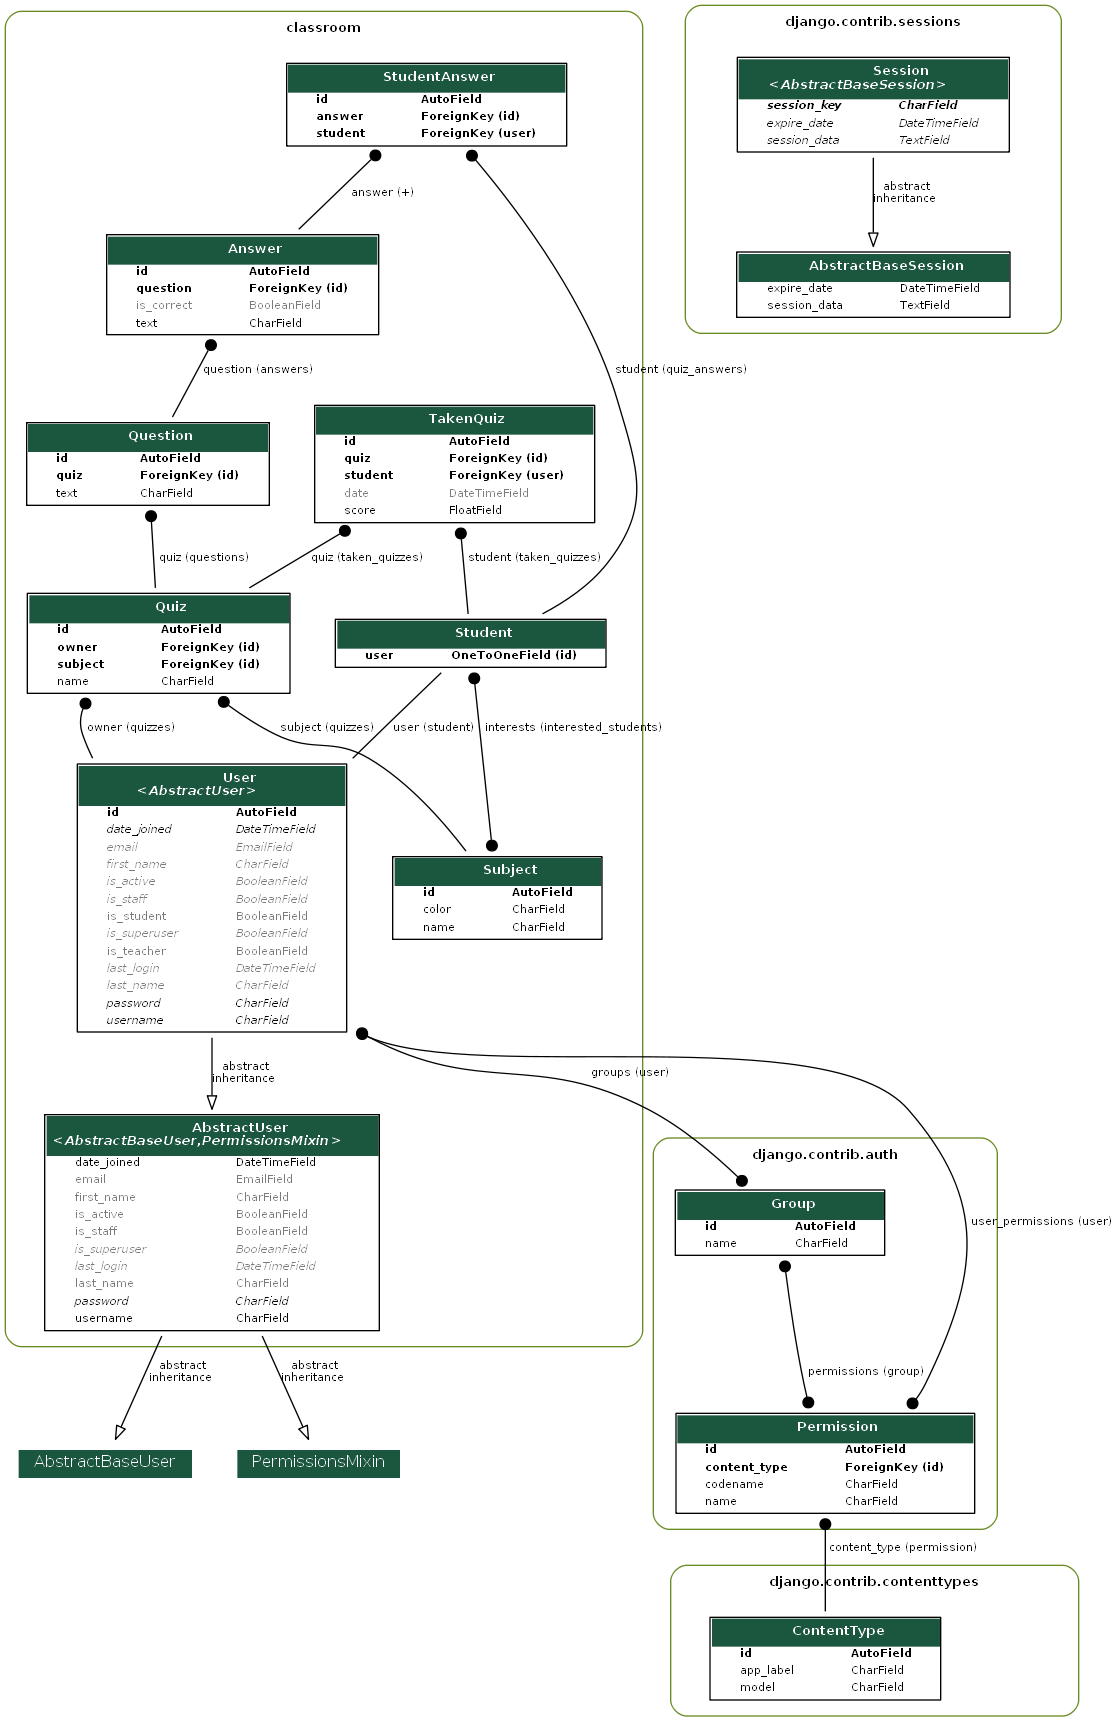 classroom
StudentAnswer
id AutoField
answer ForeignKey (id)
student ForeignKey (user)
answer (+)
Answer
id AutoField
question ForeignKey (id)
is_correct BooleanField
text CharField
student (quiz_answers)
question (answers)
Question
id AutoField
quiz ForeignKey (id)
text CharField
TakenQuiz
id AutoField
quiz ForeignKey (id)
student ForeignKey (user)
date DateTimeField
score FloatField
quiz (questions)
quiz (taken_quizzes)
student (taken_quizzes)
Quiz
id AutoField
owner ForeignKey (id)
subject ForeignKey (id)
name CharField
Student
user OneToOneField (id)
owner (quizzes)
subject (quizzes)
user (student)
interests (interested_students)
User
<AbstractUser>
id AutoField
date_joined DateTimeField
email EmailField
first_name CharField
is_active BooleanField
is_staff BooleanField
is_student BooleanField
is_superuser BooleanField
is_teacher BooleanField
last_login DateTimeField
last_name CharField
password CharField
username CharField
Subject
id AutoField
color CharField
name CharField
abstract
inheritance
AbstractUser
<AbstractBaseUser,PermissionsMixin>
date_joined DateTimeField
email EmailField
first_name CharField
is_active BooleanField
is_staff BooleanField
is_superuser BooleanField
last_login DateTimeField
last_name CharField
password CharField
username CharField
abstract
inheritance
abstract
inheritance
AbstractBaseUser
PermissionsMixin
django.contrib.sessions
Session
<AbstractBaseSession>
session_key CharField
expire_date DateTimeField
session_data TextField
abstract
inheritance
AbstractBaseSession
expire_date DateTimeField
session_data TextField
groups (user)
django.contrib.auth
Group
id AutoField
name CharField
user_permissions (user)
permissions (group)
Permission
id AutoField
content_type ForeignKey (id)
codename CharField
name CharField
content_type (permission)
django.contrib.contenttypes
ContentType
id AutoField
app_label CharField
model CharField